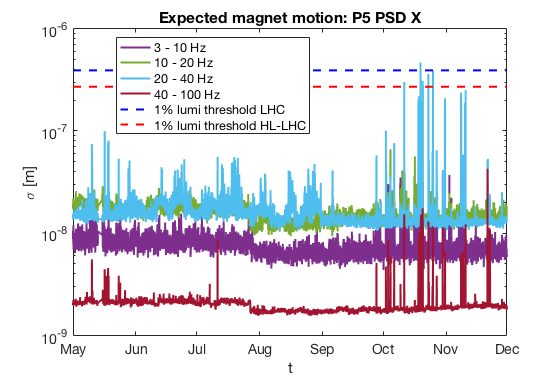 Expected magnet motion: P5 PSD X
10^-6
3 - 10 Hz
10 - 20 Hz
20 - 40 Hz
40 - 100 Hz
1% lumi threshold LHC
1% lumi threshold HL-LHC
10^-7
σ [m]
10^-8
10^-9
May Jun Jul Aug Sep Oct Nov Dec
t